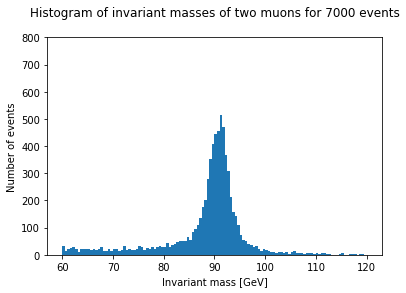 Histogram of invariant masses of two muons for 7000 events
800
700
600
500
400
300
200
100
0
Number of events
60 70 80 90 100 110 120
Invariant mass [GeV]